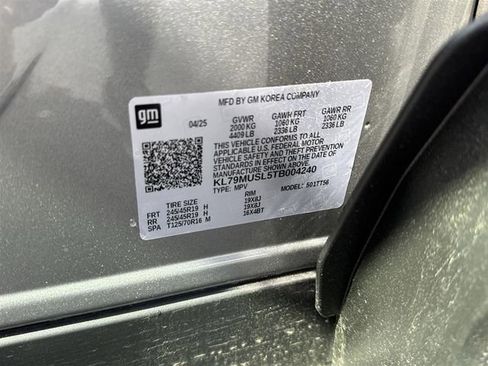 gm
MFD BY GM KOREA COMPANY
04/25 GVWR GAWR FRT GAWR RR
2000 KG 1060 KG 1060 KG
4409 LB 2336 LB 2336 LB
THIS VEHICLE CONFORMS TO ALL
APPLICABLE U.S. FEDERAL MOTOR
VEHICLE SAFETY AND THEFT
PREVENTION STANDARDS IN
EFFECT ON THE DATE OF
MANUFACTURE SHOWN ABOVE.
KL79MUSL5TB004240
TYPE: MPV MODEL: 501TT56
TIRE SIZE RIM
FRT 245/45R19 H 19X8J
RR 245/45R19 H 19X8J
SPA T125/70R16 M 16X4BT